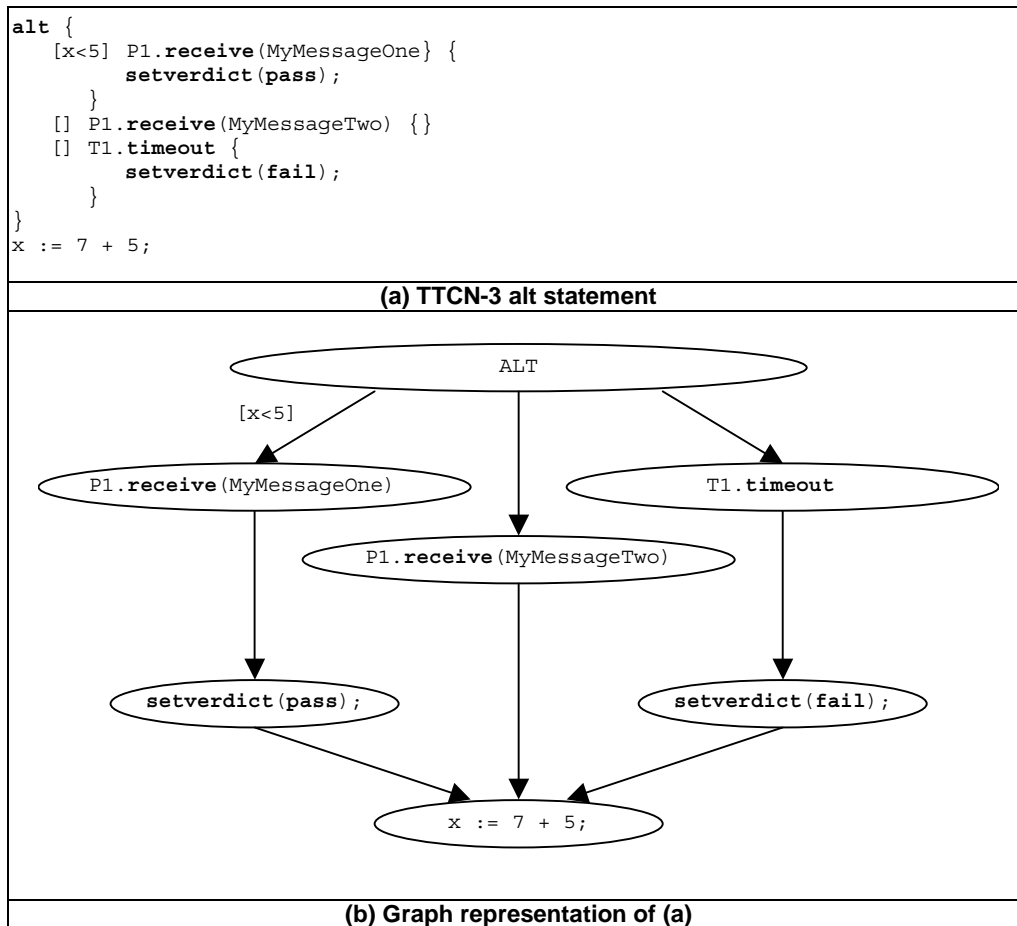 alt {
[x<5] P1.receive(MyMessageOne} {
setverdict(pass);
}
[] P1.receive(MyMessageTwo) {}
[] T1.timeout {
setverdict(fail);
}
}
x := 7 + 5;
(a) TTCN-3 alt statement
ALT
[x<5]
P1.receive(MyMessageOne)
T1.timeout
P1.receive(MyMessageTwo)
setverdict(pass);
setverdict(fail);
x := 7 + 5;
(b) Graph representation of (a)